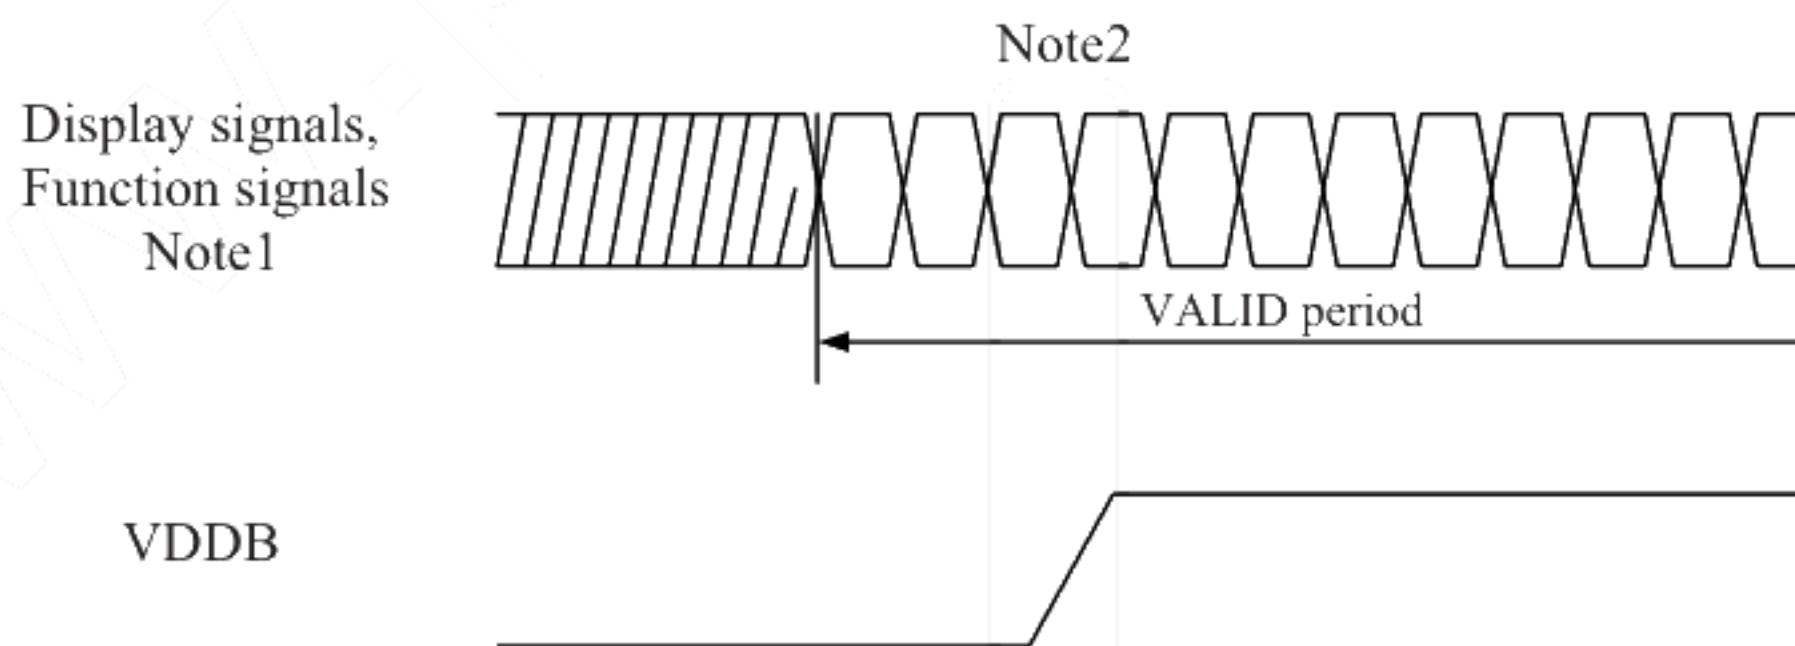 Note2
Display signals,
Function signals
Note1
VALID period
VDDB